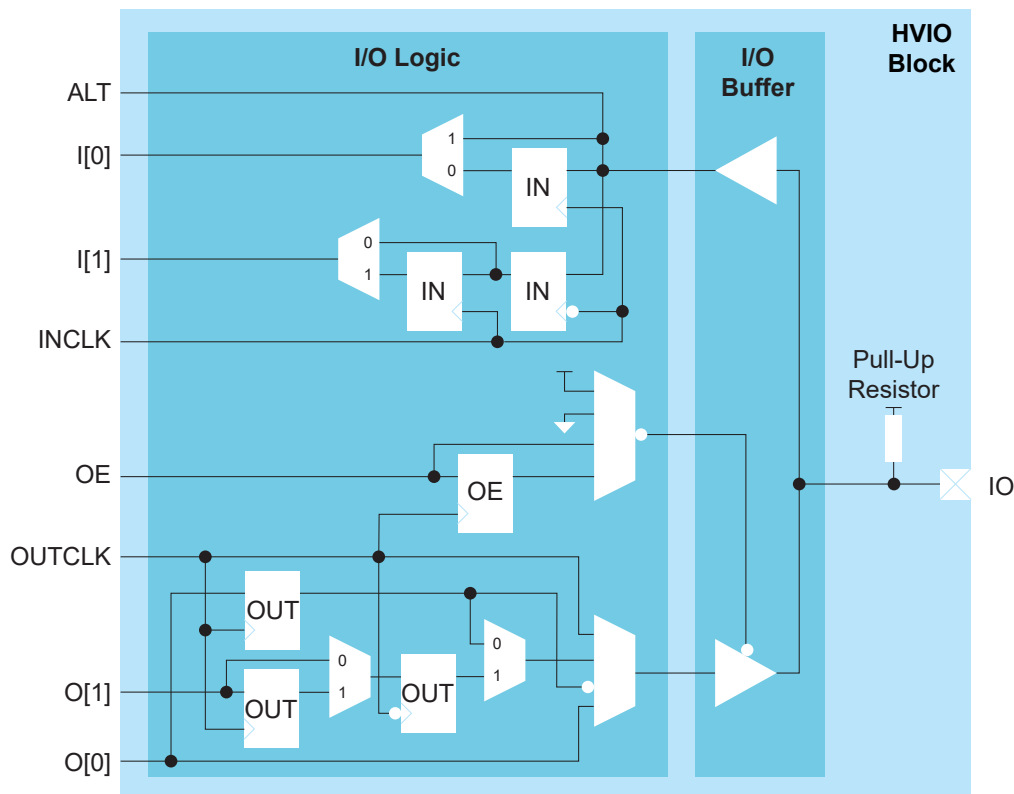 HVIO
Block
I/O Logic
I/O
Buffer
ALT
1
I[0]
0
IN
0
I[1]
1
IN
IN
INCLK
Pull-Up
Resistor
OE
OE
IO
OUTCLK
OUT
0
0
1
O[1]
1
OUT
OUT
O[0]